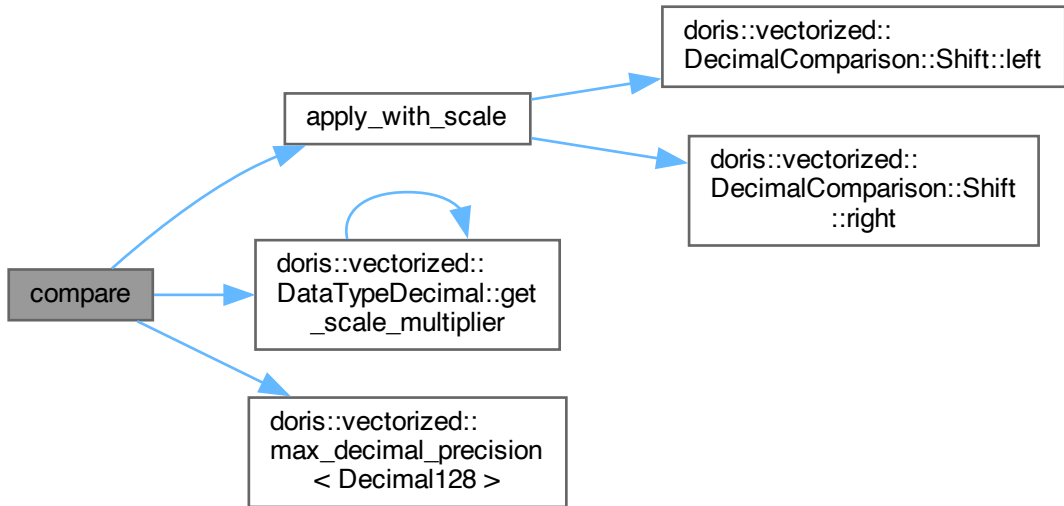 doris::vectorized::
DecimalComparison::Shift::left
apply_with_scale
doris::vectorized::
DecimalComparison::Shift
::right
doris::vectorized::
DataTypeDecimal::get
_scale_multiplier
compare
doris::vectorized::
max_decimal_precision
< Decimal128 >